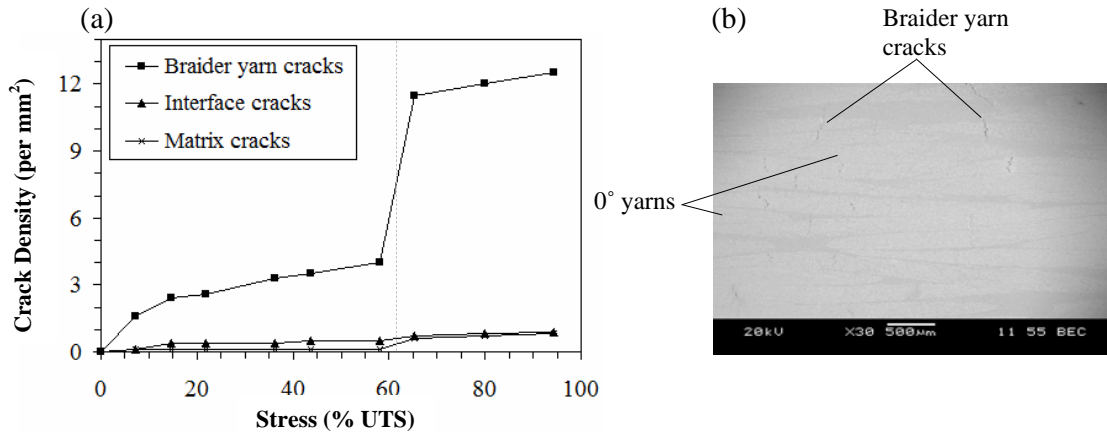 (a)
Crack Density (per mm²)
12
9
6
3
0
Braider yarn cracks
Interface cracks
Matrix cracks
0 20 40 60 80 100
Stress (% UTS)
(b)
Braider yarn
cracks
0° yarns
20kU X30 500µm 11 55 BEC